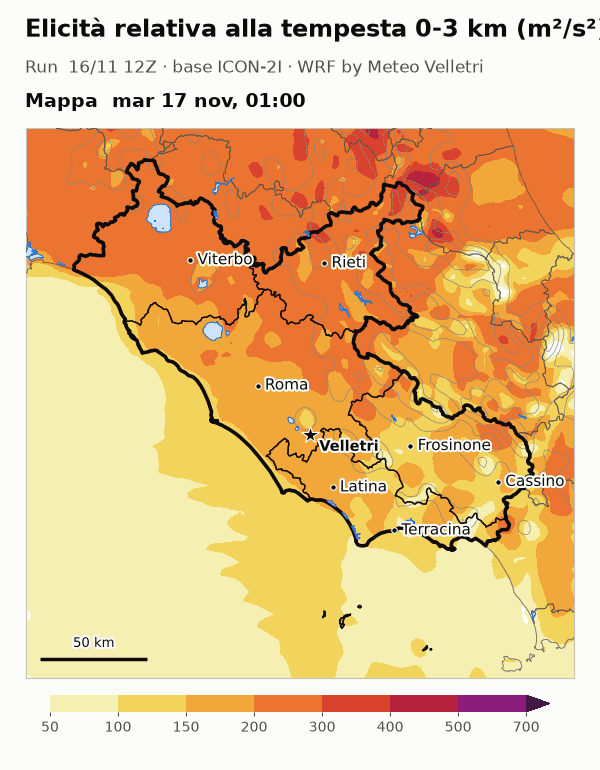 Elicità relativa alla tempesta 0-3 km (m²/s²)
Run 16/11 12Z · base ICON-2I · WRF by Meteo Velletri
Mappa mar 17 nov, 01:00
Viterbo
Rieti
Roma
Velletri
Frosinone
Latina
Cassino
Terracina
50 km
50 100 150 200 300 400 500 700